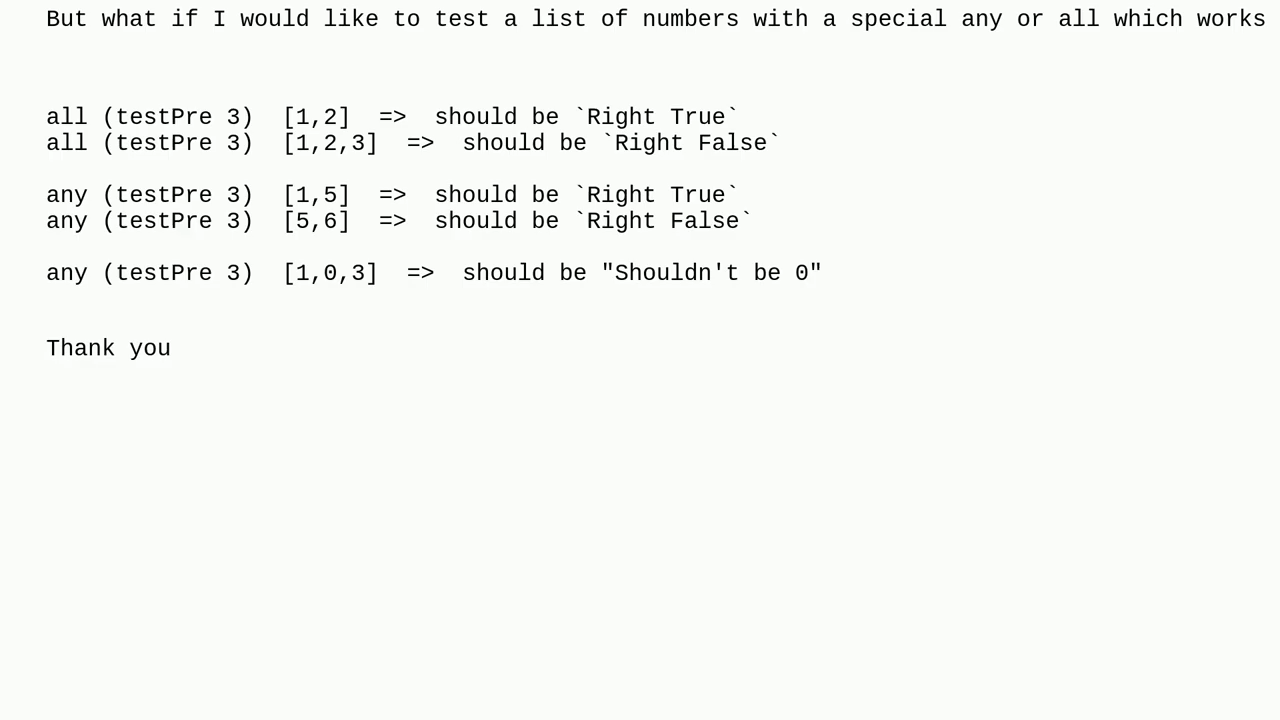 But what if I would like to test a list of numbers with a special any or all which works
all (testPre 3)  [1,2]  =>  should be `Right True`
all (testPre 3)  [1,2,3]  =>  should be `Right False`
any (testPre 3)  [1,5]  =>  should be `Right True`
any (testPre 3)  [5,6]  =>  should be `Right False`
any (testPre 3)  [1,0,3]  =>  should be "Shouldn't be 0"
Thank you